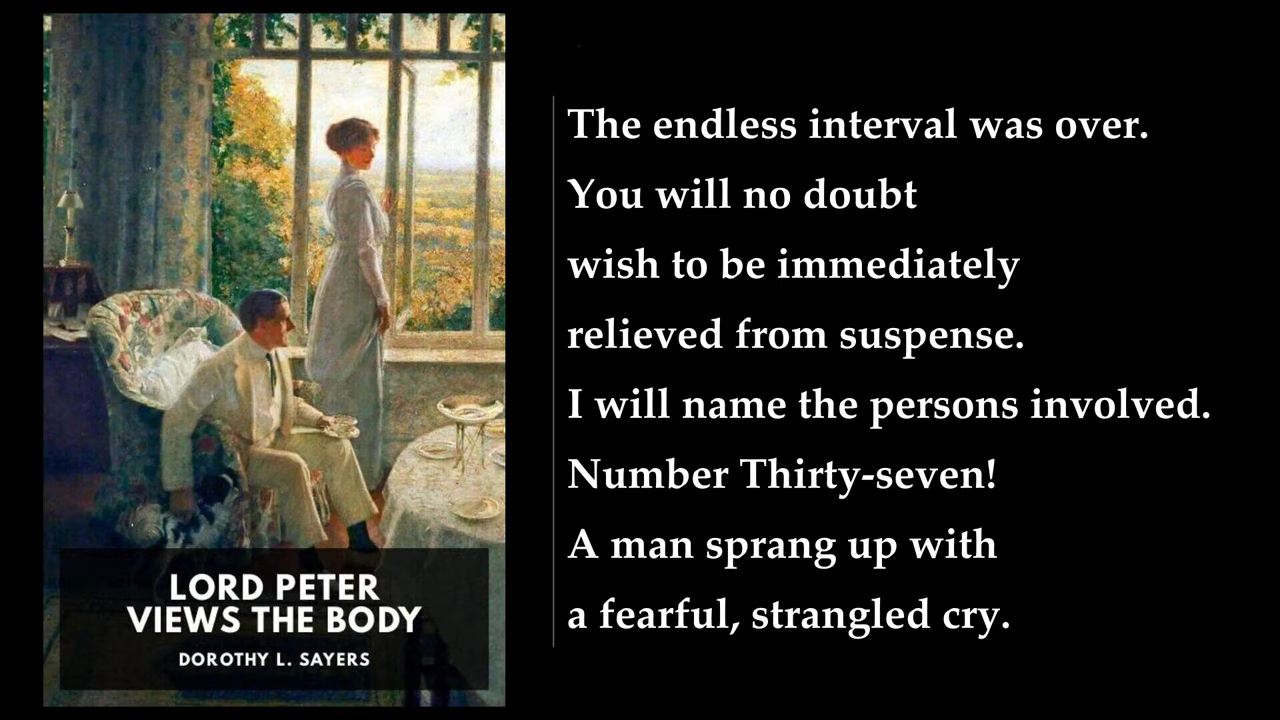 LORD PETER
VIEWS THE BODY
DOROTHY L. SAYERS
The endless interval was over.
You will no doubt
wish to be immediately
relieved from suspense.
I will name the persons involved.
Number Thirty-seven!
A man sprang up with
a fearful, strangled cry.